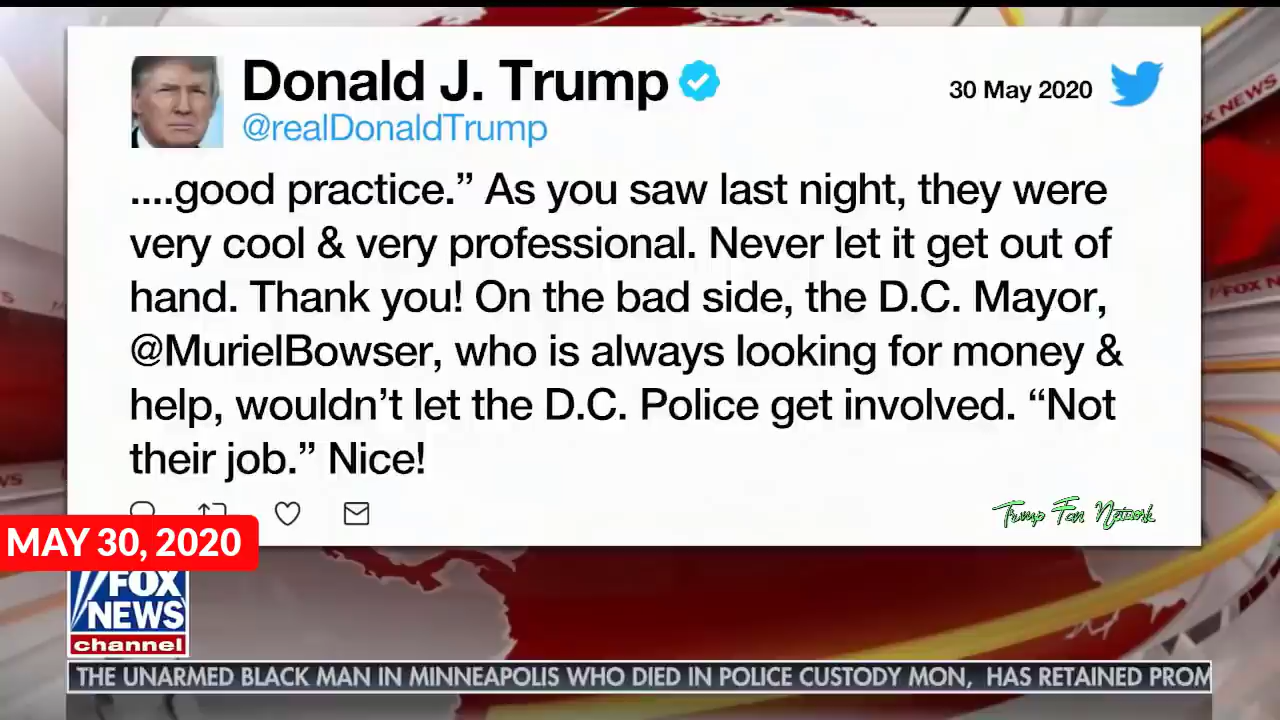 Donald J. Trump
30 May 2020
@realDonaldTrump
....good practice.” As you saw last night, they were
very cool & very professional. Never let it get out of
hand. Thank you! On the bad side, the D.C. Mayor,
@MurielBowser, who is always looking for money &
help, wouldn’t let the D.C. Police get involved. “Not
their job.” Nice!
Trump Fan Network
MAY 30, 2020
FOX
NEWS
channel
THE UNARMED BLACK MAN IN MINNEAPOLIS WHO DIED IN POLICE CUSTODY MON, HAS RETAINED PROM
X NEWS
FOX N
WS